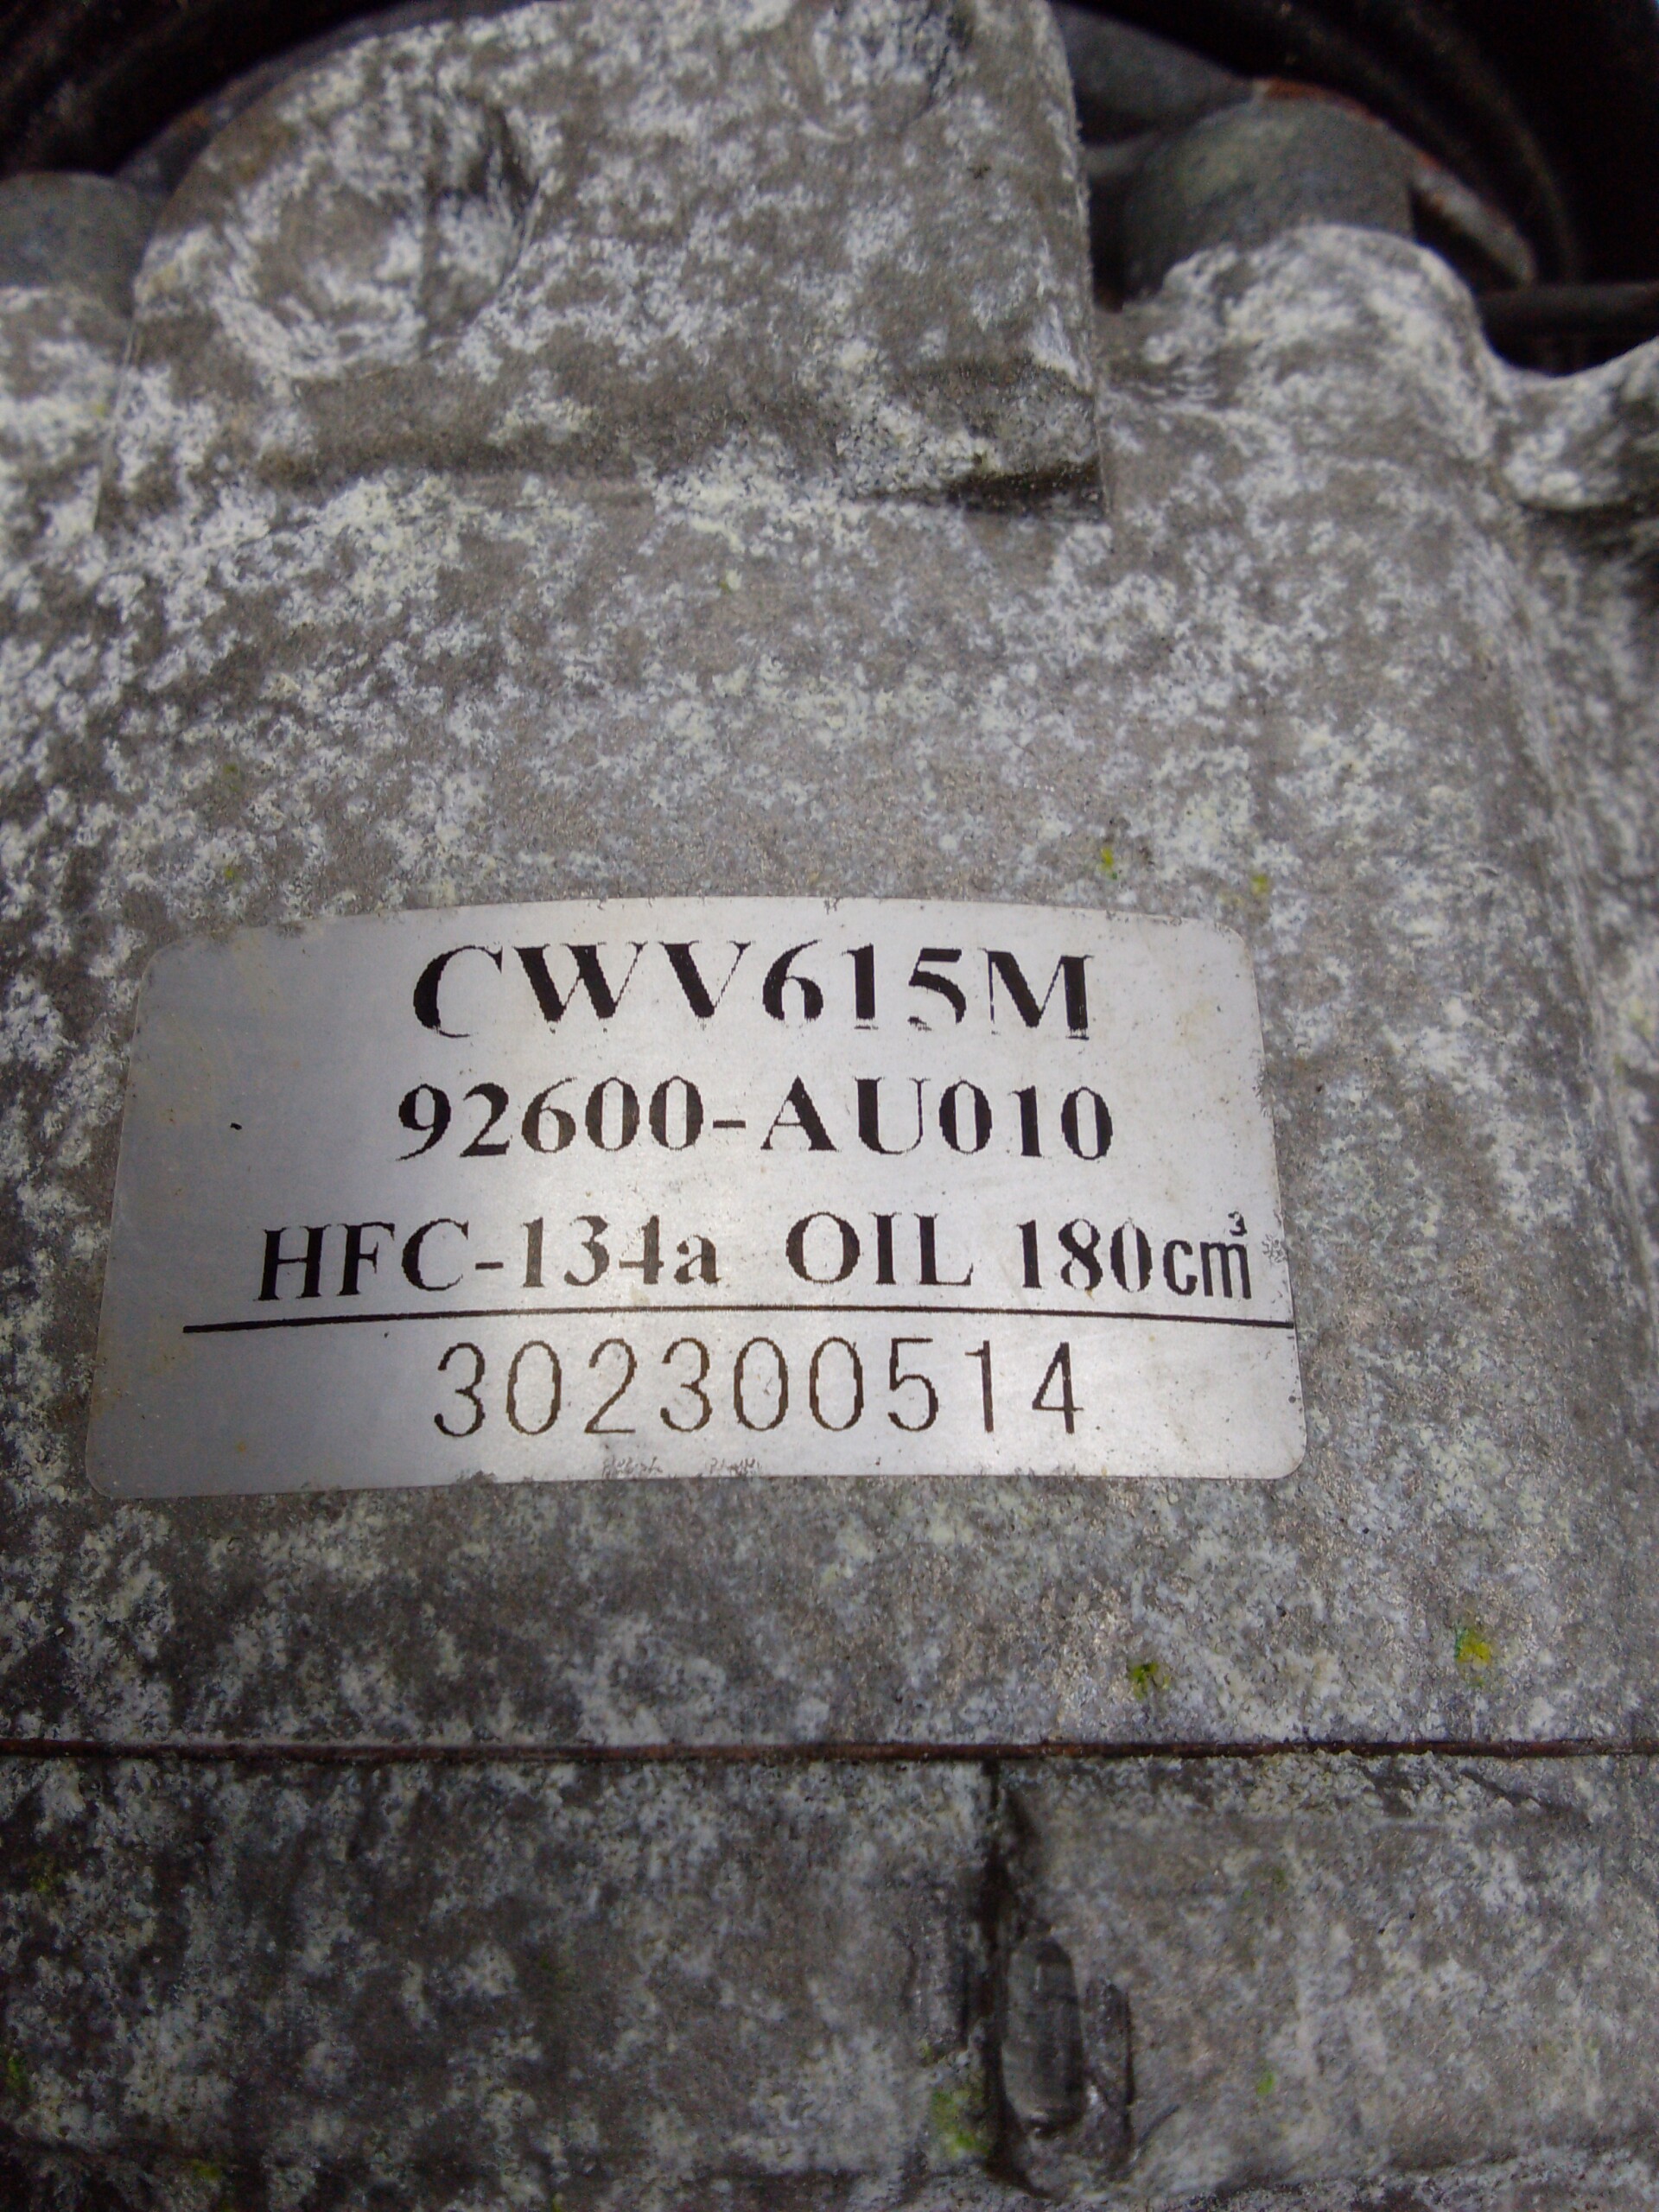 CWV615M
92600-AU010
HFC-134a OIL 180cm³
302300514